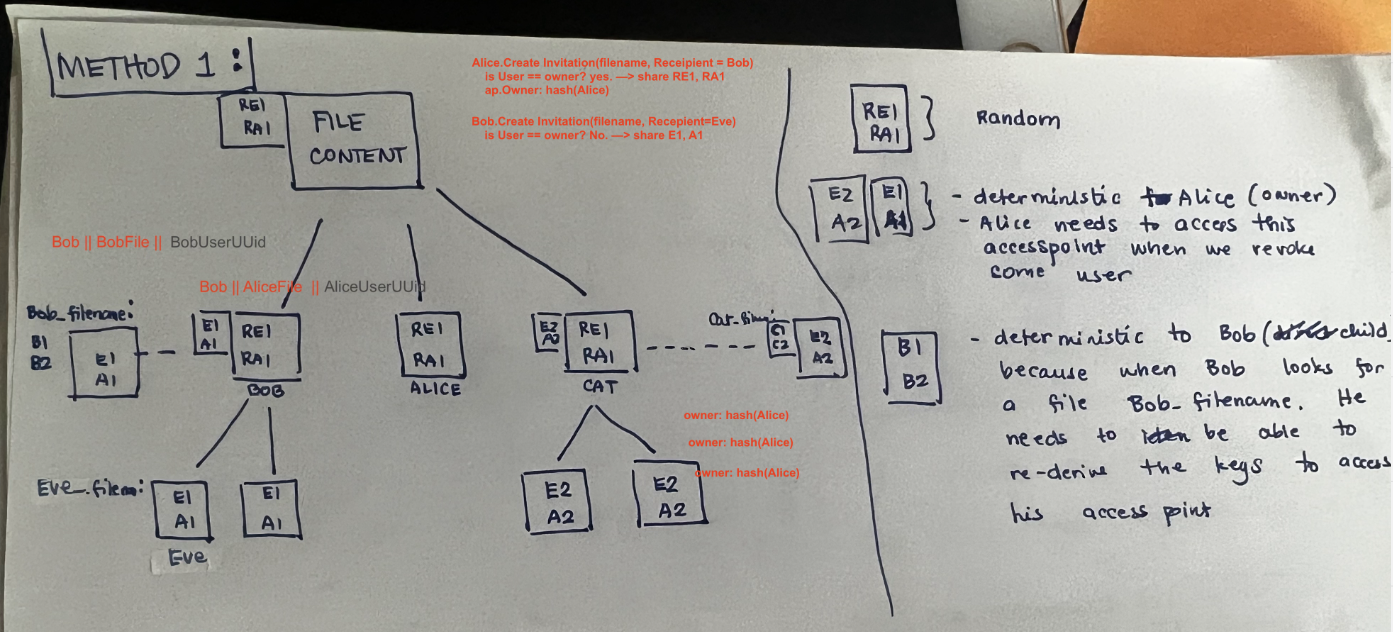 METHOD 1:
RE1
RA1
FILE
CONTENT
Alice.Create Invitation(filename, Receipient = Bob)
is User == owner? yes. —> share RE1, RA1
ap.Owner: hash(Alice)
Bob.Create Invitation(filename, Recepient=Eve)
is User == owner? No. —> share E1, A1
Bob || BobFile || BobUserUUid
Bob || AliceFile || AliceUserUUid
Bob_filename:
B1
B2
E1
A1
E1
A1
RE1
RA1
BOB
RE1
RA1
ALICE
E2
A2
RE1
RA1
CAT
C1
C2
E2
A2
owner: hash(Alice)
owner: hash(Alice)
owner: hash(Alice)
E1
A1
Eve
E1
A1
E2
A2
E2
A2
RE1
RA1
Random
E2
A2
E1
A1
- deterministic to Alice (owner)
- Alice needs to access this
accesspoint when we revoke
some user
B1
B2
- deterministic to Bob (child
because when Bob looks for
a file Bob_filename. He
needs to be able to
re-derive the keys to access
his access point